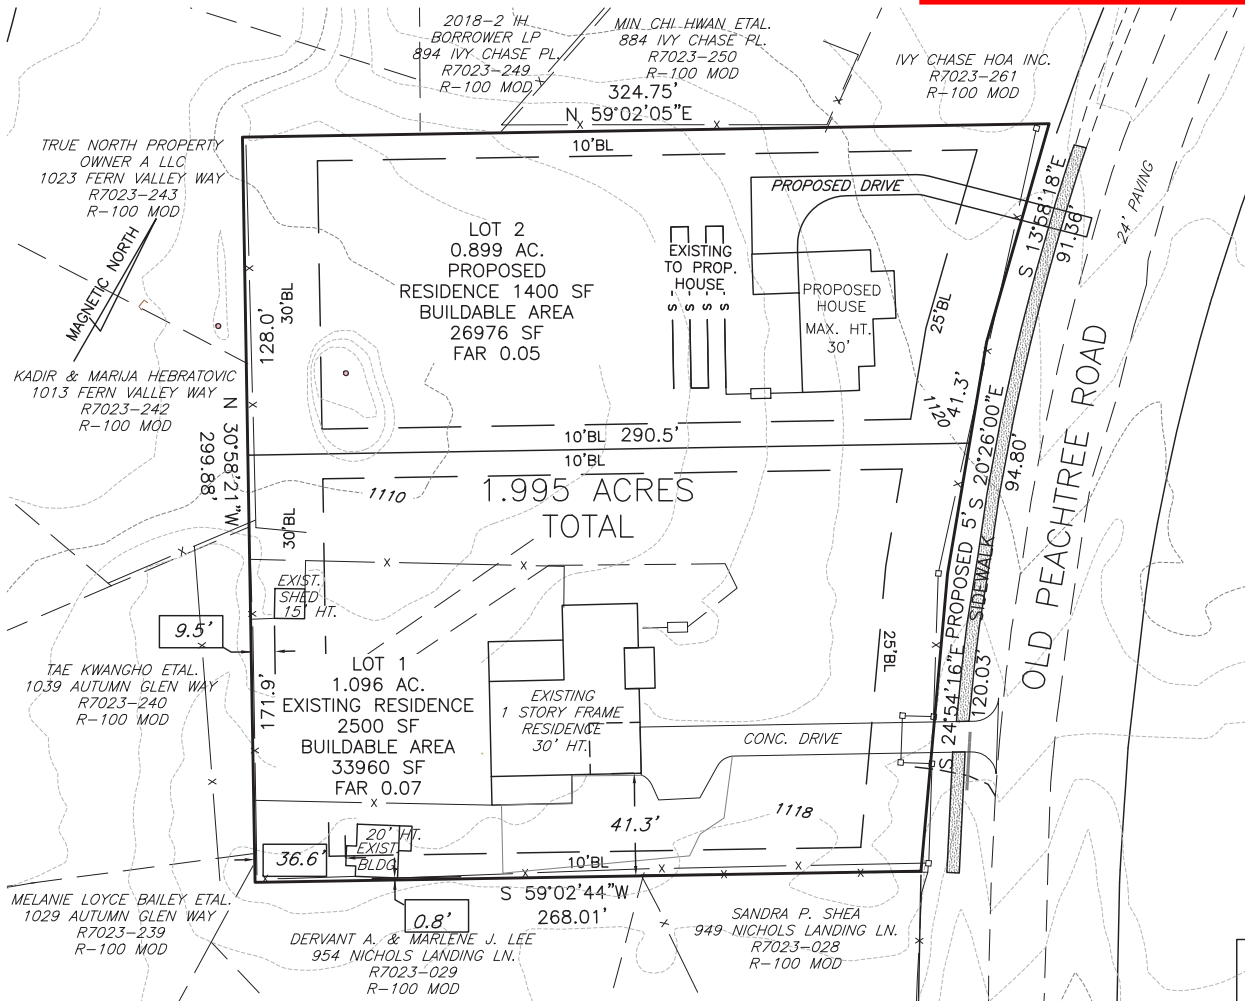 2018-2 IH
BORROWER LP
894 IVY CHASE PL.
R7023-249
R-100 MOD
MIN CHI HWAN ETAL.
884 IVY CHASE PL.
R7023-250
R-100 MOD
IVY CHASE HOA INC.
R7023-261
R-100 MOD
324.75'
N 59°02'05"E
10'BL
TRUE NORTH PROPERTY
OWNER A LLC
1023 FERN VALLEY WAY
R7023-243
R-100 MOD
MAGNETIC NORTH
KADIR & MARIJA HEBRATOVIC
1013 FERN VALLEY WAY
R7023-242
R-100 MOD
128.0'
30'BL
LOT 2
0.899 AC.
PROPOSED
RESIDENCE 1400 SF
BUILDABLE AREA
26976 SF
FAR 0.05
EXISTING
TO PROP.
HOUSE
S S S S
PROPOSED DRIVE
PROPOSED
HOUSE
MAX. HT.
30'
25'BL
S 13°58'18"E
91.36'
24' PAVING
41.3'
1120
S 20°26'00"E
94.80'
OLD PEACHTREE ROAD
N 30°58'21"W
299.88'
10'BL 290.5'
10'BL
1110
1.995 ACRES
TOTAL
30'BL
EXIST.
SHED
15' HT.
9.5'
TAE KWANGHO ETAL.
1039 AUTUMN GLEN WAY
R7023-240
R-100 MOD
171.9'
LOT 1
1.096 AC.
EXISTING RESIDENCE
2500 SF
BUILDABLE AREA
33960 SF
FAR 0.07
EXISTING
1 STORY FRAME
RESIDENCE
30' HT.
CONC. DRIVE
25'BL
PROPOSED 5'
SIDEWALK
S 24°54'16"E
120.03'
1118
41.3'
20' HT.
EXIST.
BLDG
36.6'
10'BL
0.8'
S 59°02'44"W
268.01'
MELANIE LOYCE BAILEY ETAL.
1029 AUTUMN GLEN WAY
R7023-239
R-100 MOD
DERVANT A. & MARLENE J. LEE
954 NICHOLS LANDING LN.
R7023-029
R-100 MOD
SANDRA P. SHEA
949 NICHOLS LANDING LN.
R7023-028
R-100 MOD